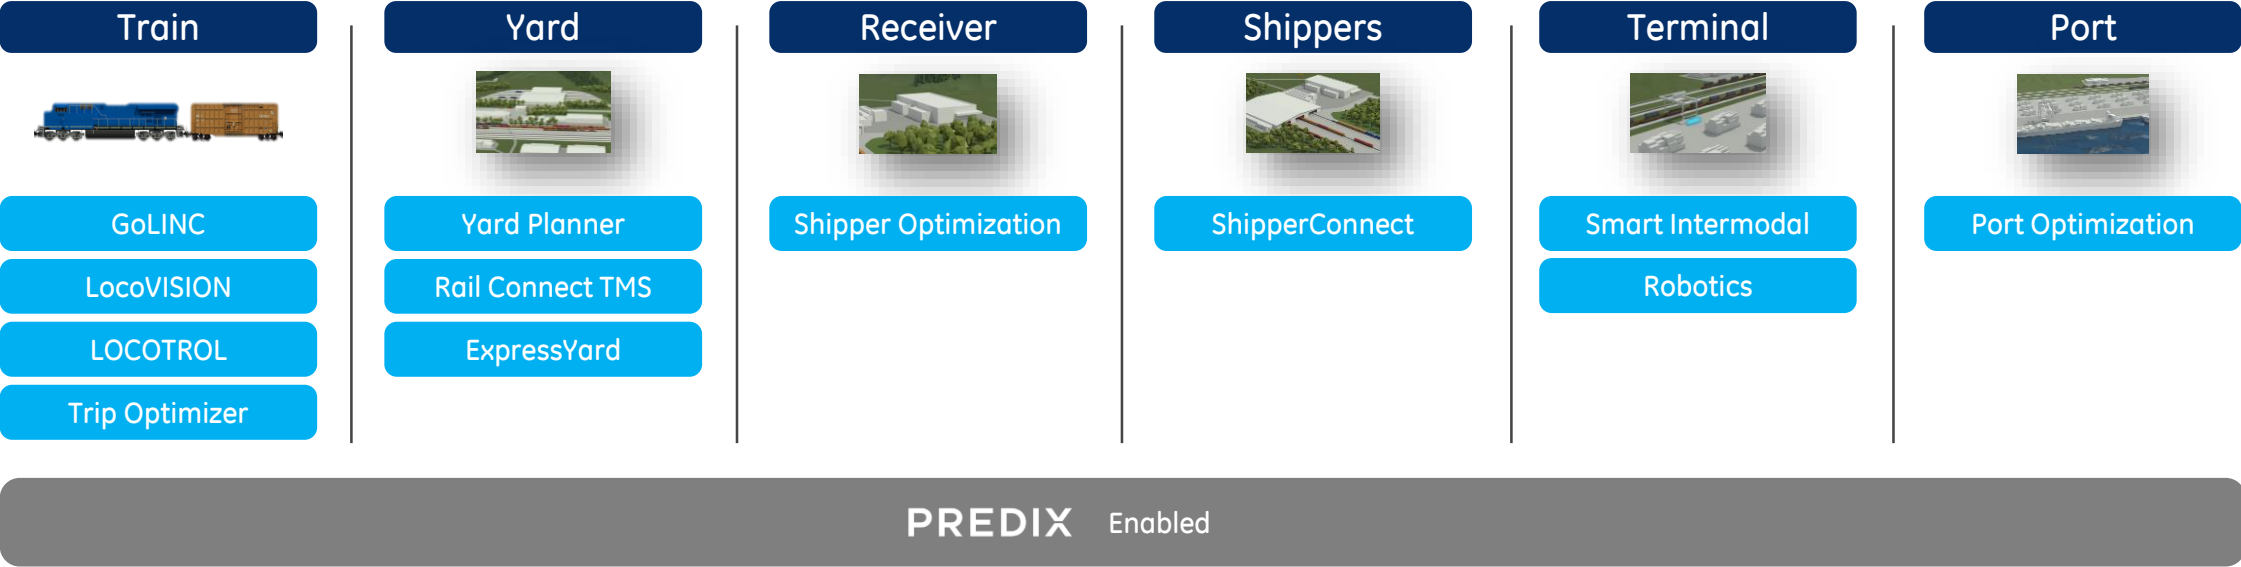 Train
Yard
Receiver
Shippers
Terminal
Port
GoLINC
Yard Planner
Shipper Optimization
ShipperConnect
Smart Intermodal
Port Optimization
LocoVISION
Rail Connect TMS
Robotics
LOCOTROL
ExpressYard
Trip Optimizer
PREDIX Enabled